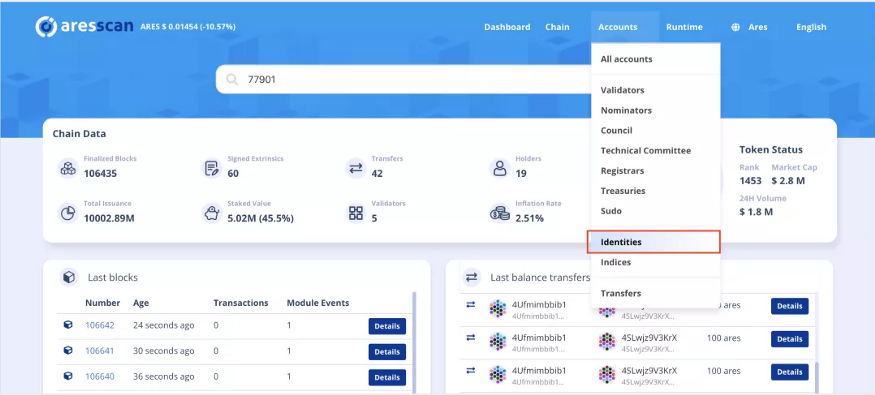 aresscan ARES $ 0.01454 (-10.57%) Dashboard Chain Accounts Runtime Ares English
77901
All accounts
Validators
Nominators
Council
Technical Committee
Registrars
Treasuries
Sudo
Identities
Indices
Transfers
Chain Data
Finalized Blocks Signed Extrinsics Transfers Holders
106435 60 42 19
Total Issuance Staked Value Validators Inflation Rate
10002.89M 5.02M (45.5%) 5 2.51%
Token Status
Rank Market Cap
1453 $ 2.8 M
24H Volume
$ 1.8 M
Last blocks
Number Age Transactions Module Events
106642 24 seconds ago 0 1 Details
106641 30 seconds ago 0 1 Details
106640 36 seconds ago 0 1 Details
Last balance transfers
4Ufmimbbib1 ares Details
4Ufmimbbib1... 4SLwjz9V3KrX...
4Ufmimbbib1 4SLwjz9V3KrX 100 ares Details
4Ufmimbbib1... 4SLwjz9V3KrX...
4Ufmimbbib1 4SLwjz9V3KrX 100 ares Details
4Ufmimbbib1... 4SLwjz9V3KrX...